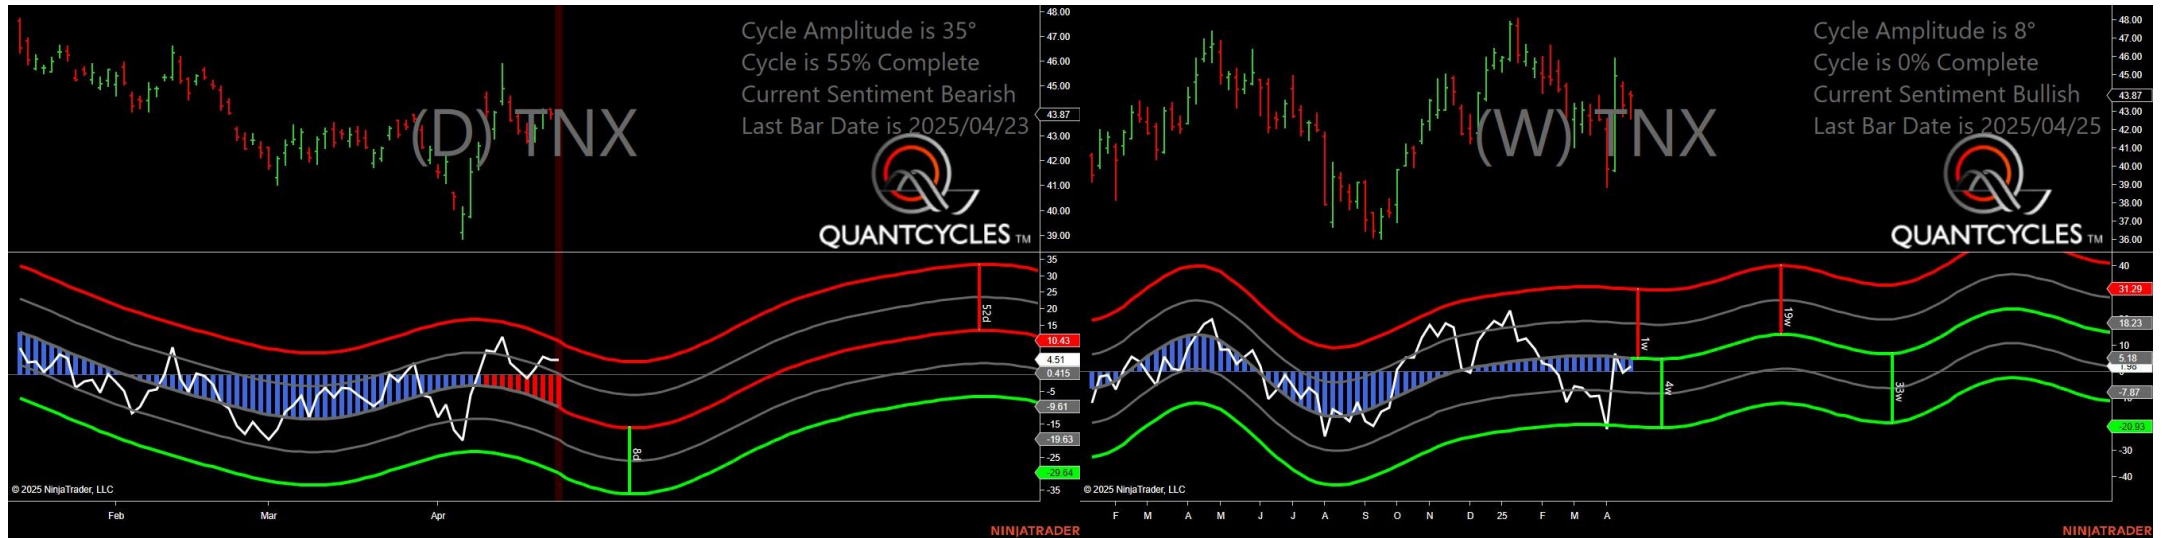 Cycle Amplitude is 35°
Cycle is 55% Complete
Current Sentiment Bearish
Last Bar Date is 2025/04/23
(D) TNX
QUANTCYCLES TM
48.00
47.00
46.00
45.00
43.87
43.00
42.00
41.00
40.00
39.00
35
30
25
20
15
10.43
4.51
0.415
-5
-9.61
-15
-19.63
-25
-29.64
-35
52d
8d
© 2025 NinjaTrader, LLC
Feb Mar Apr
NINJATRADER
Cycle Amplitude is 8°
Cycle is 0% Complete
Current Sentiment Bullish
Last Bar Date is 2025/04/25
(W) TNX
QUANTCYCLES TM
48.00
47.00
46.00
45.00
43.87
43.00
42.00
41.00
40.00
39.00
38.00
37.00
36.00
40
31.29
18.23
10
5.18
1.98
-7.87
-20.93
-30
-40
1w
4w
19w
33w
© 2025 NinjaTrader, LLC
F M A M J J A S O N D 25 F M A
NINJATRADER